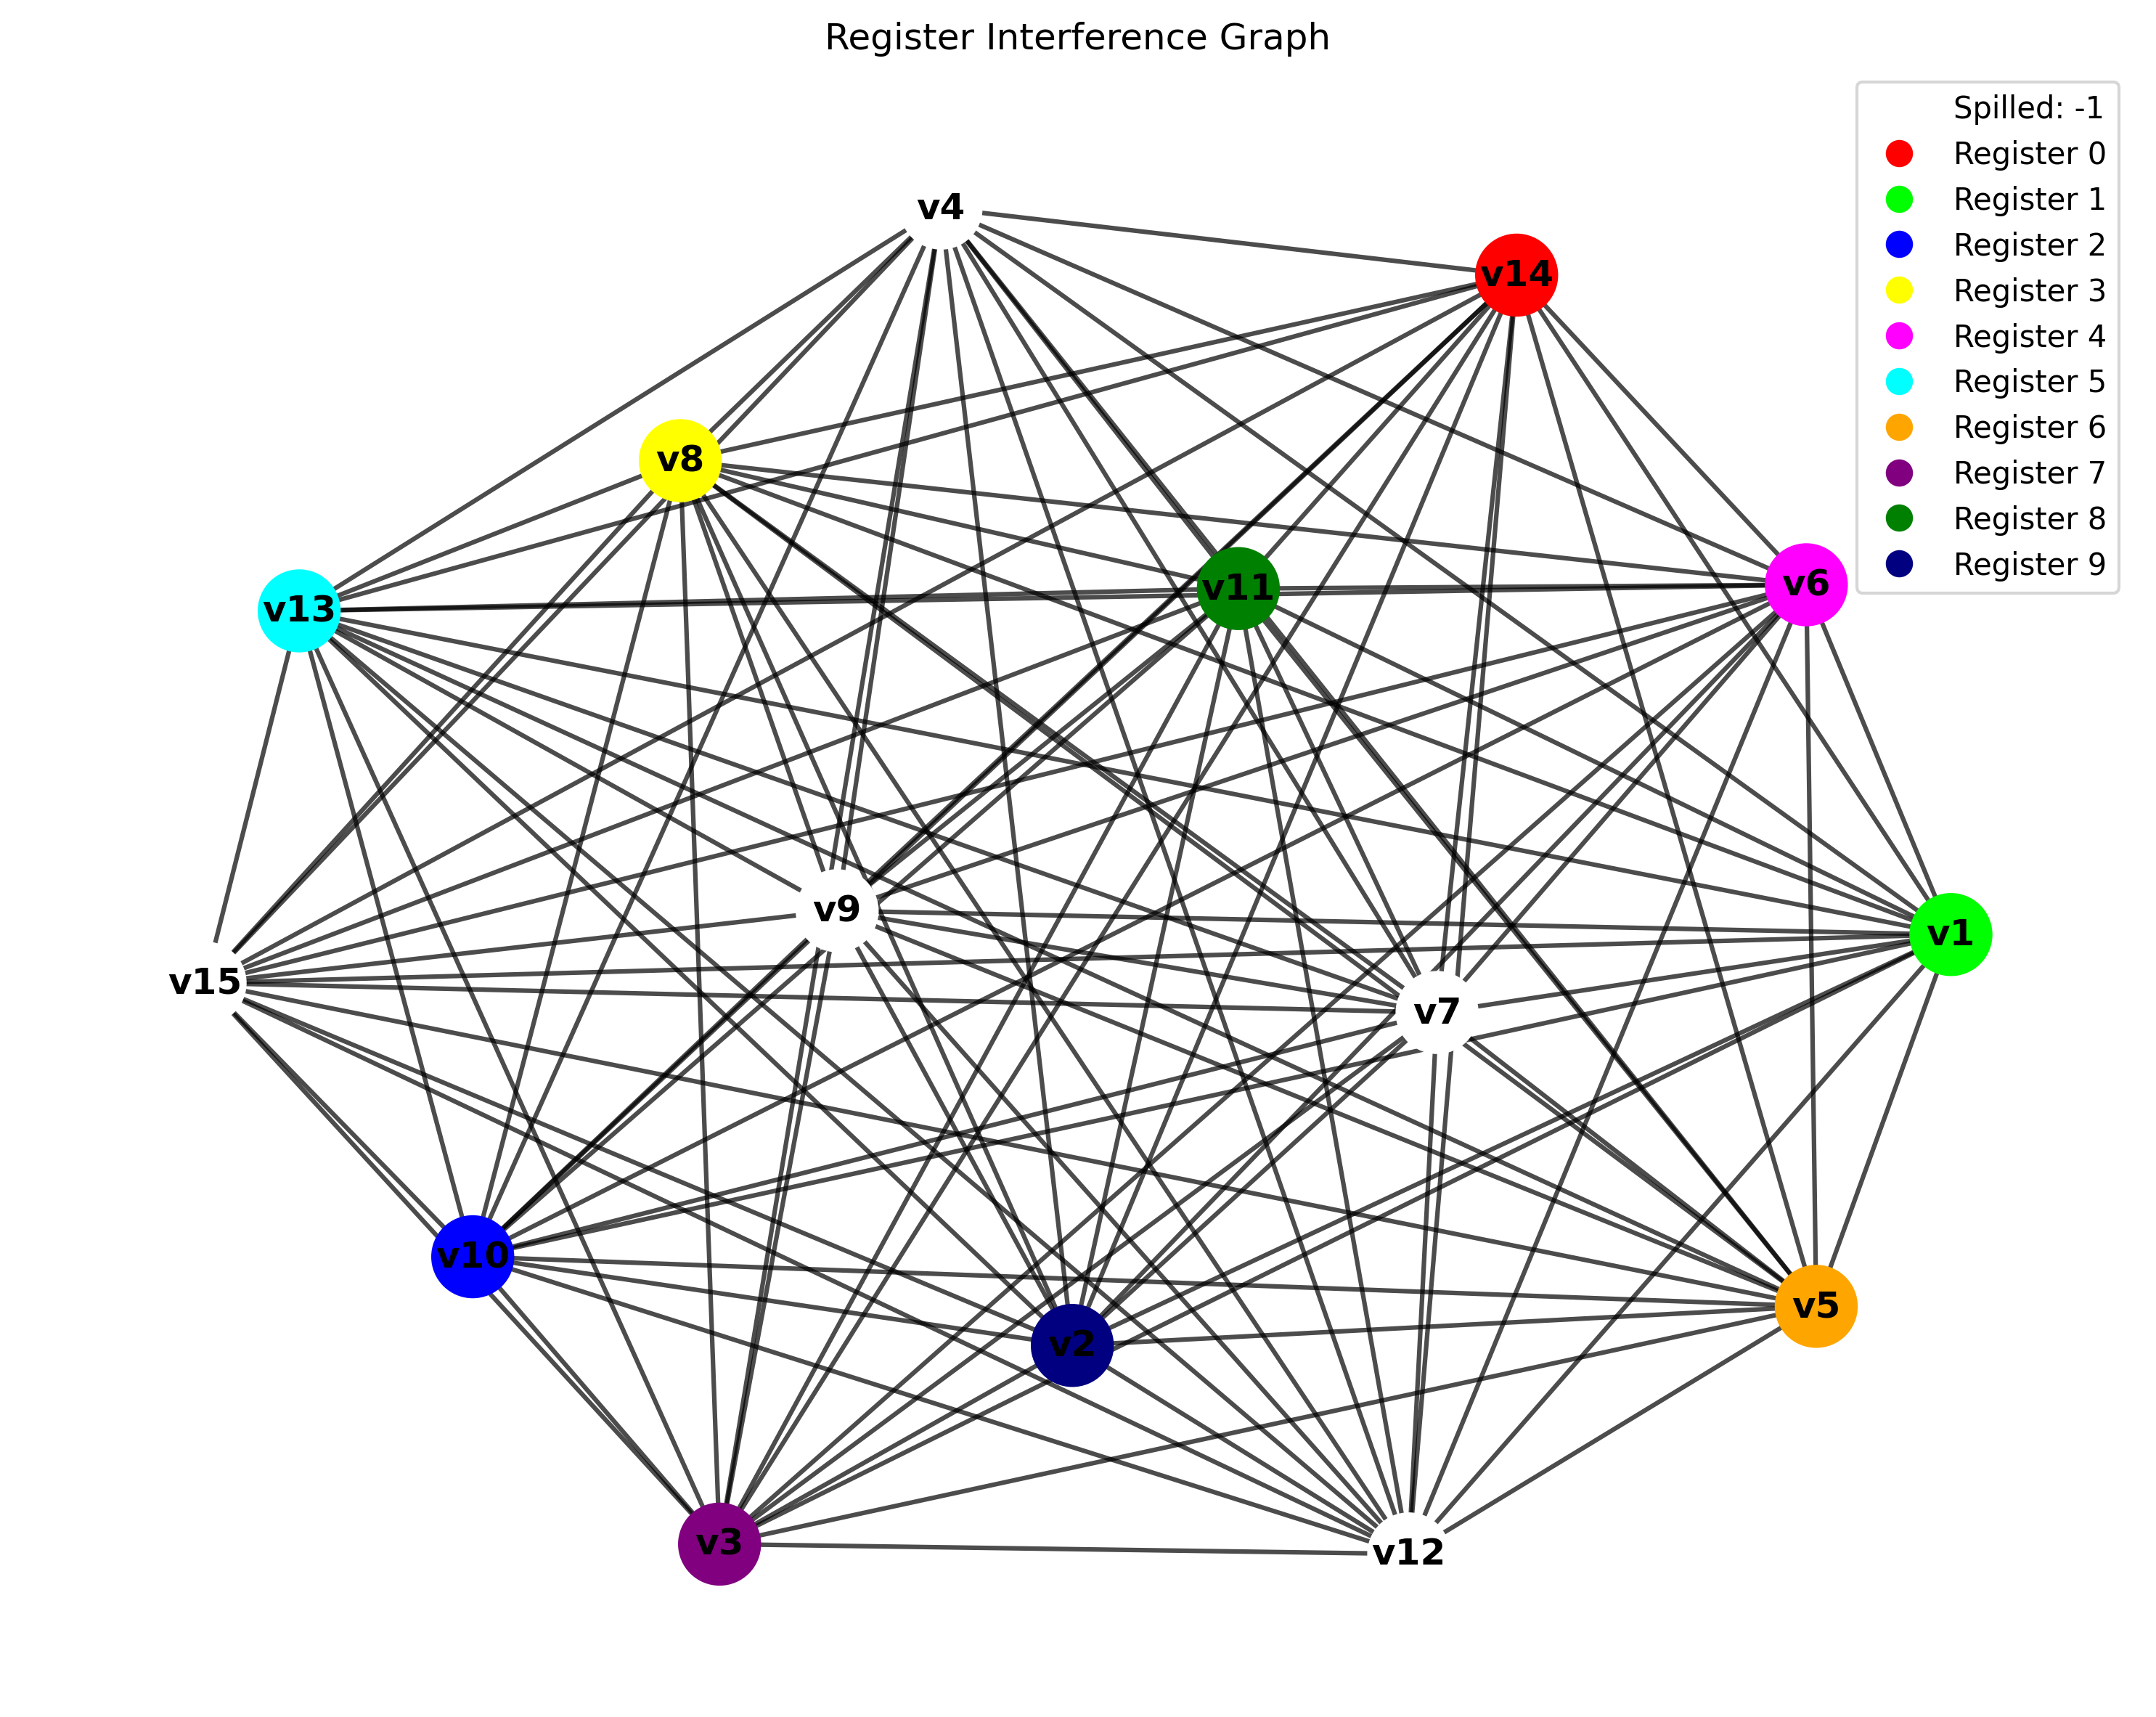 Register Interference Graph
Spilled: -1
Register 0
Register 1
Register 2
Register 3
Register 4
Register 5
Register 6
Register 7
Register 8
Register 9
v4
v14
v8
v11
v6
v13
v9
v1
v15
v7
v10
v5
v2
v3
v12